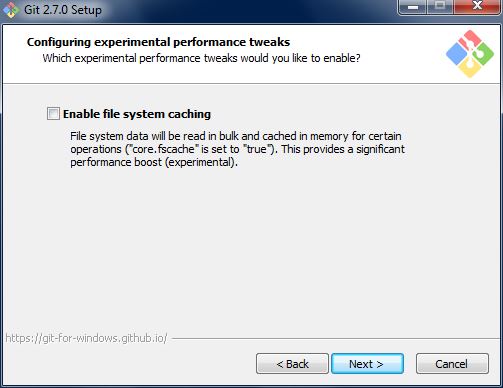 Git 2.7.0 Setup
Configuring experimental performance tweaks
Which experimental performance tweaks would you like to enable?
Enable file system caching
File system data will be read in bulk and cached in memory for certain
operations ("core.fscache" is set to "true"). This provides a significant
performance boost (experimental).
https://git-for-windows.github.io/
< Back Next > Cancel